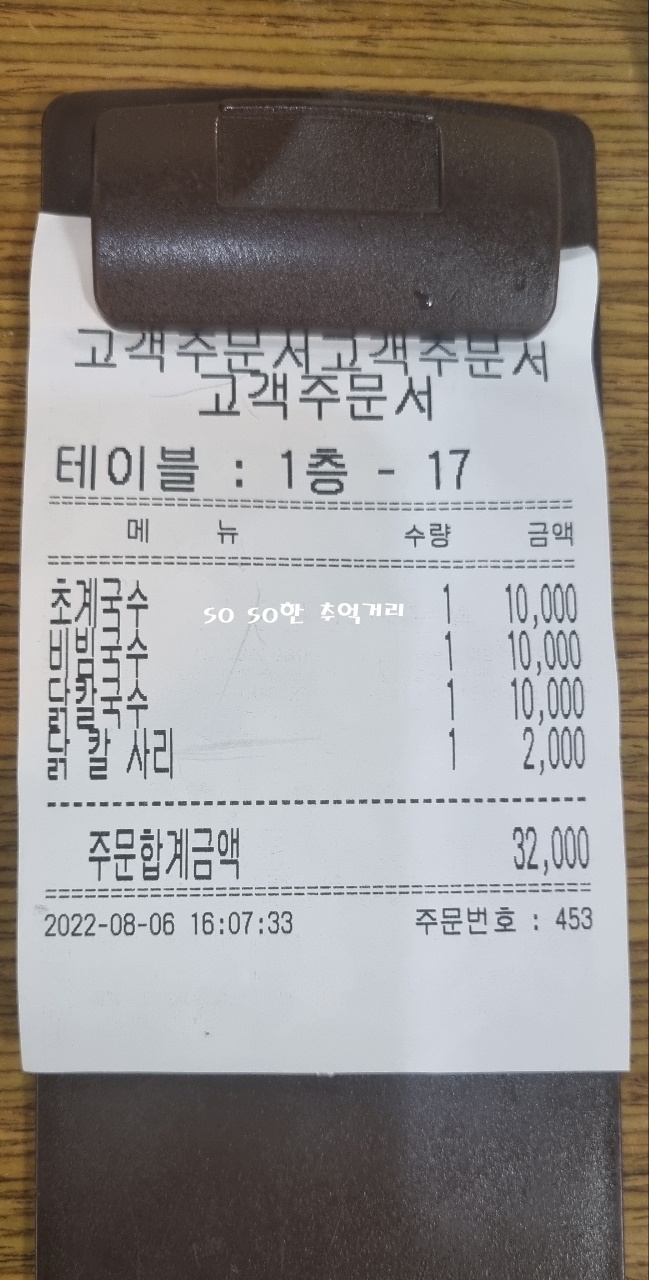 고객주문서고객주문서
고객주문서
테이블 : 1층 - 17
메 뉴 수량 금액
초계국수 1 10,000
so so한 추억거리
비빔국수 1 10,000
닭칼국수 1 10,000
닭 칼 사리 1 2,000
주문합계금액 32,000
2022-08-06 16:07:33 주문번호 : 453